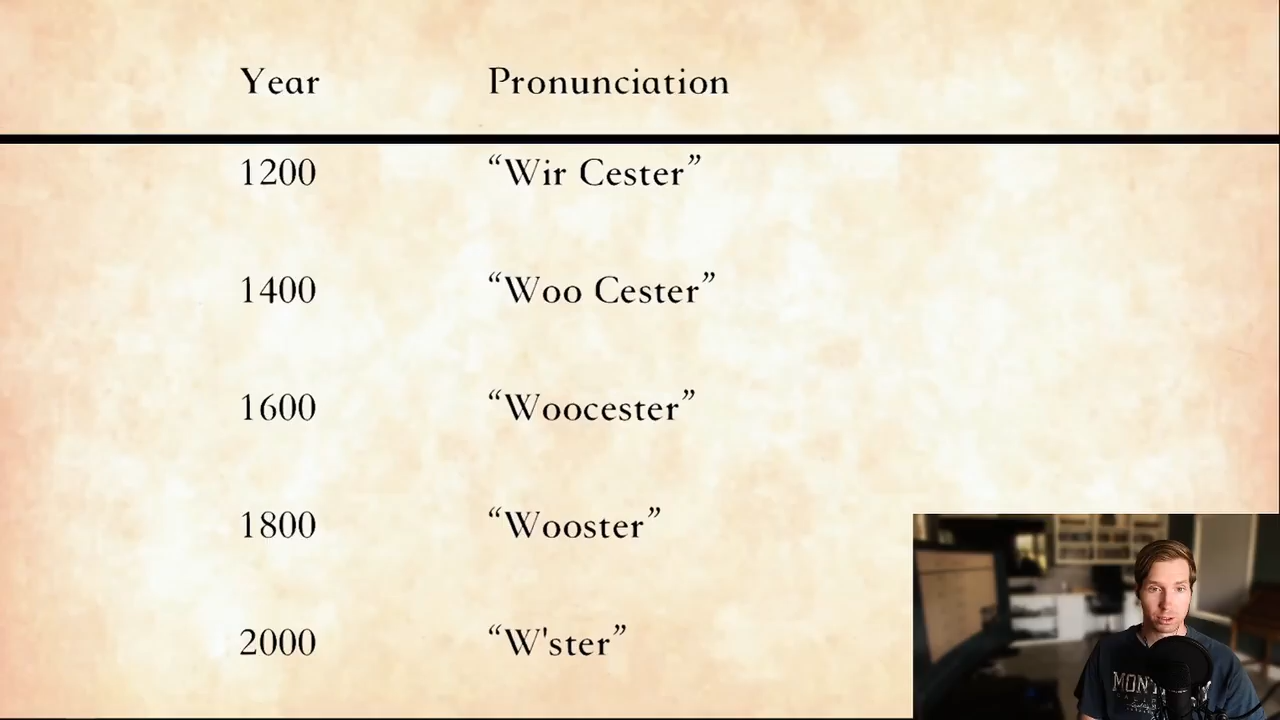 Year Pronunciation
1200 “Wir Cester”
1400 “Woo Cester”
1600 “Woocester”
1800 “Wooster”
2000 “W'ster”